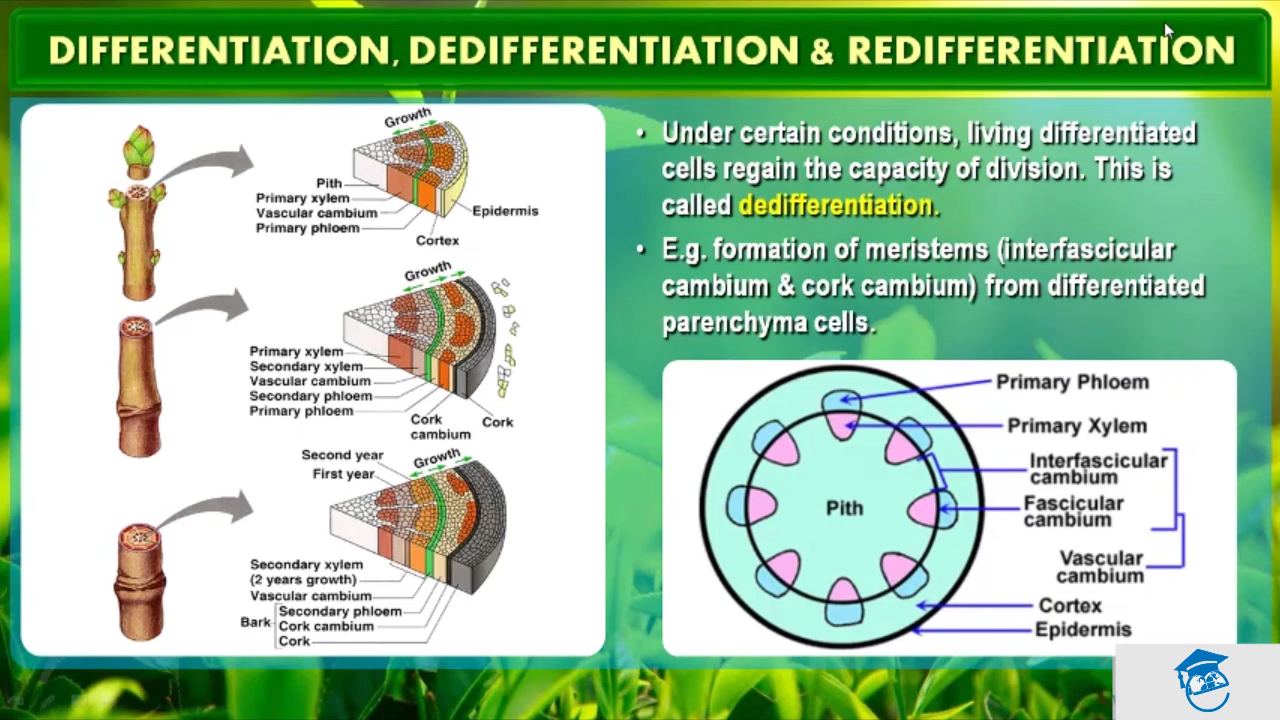 DIFFERENTIATION, DEDIFFERENTIATION & REDIFFERENTIATION
Growth
Pith
Primary xylem
Vascular cambium
Primary phloem
Epidermis
Cortex
Growth
Primary xylem
Secondary xylem
Vascular cambium
Secondary phloem
Primary phloem
Cork
cambium
Cork
Second year
First year
Growth
Secondary xylem
(2 years growth)
Vascular cambium
Bark
Secondary phloem
Cork cambium
Cork
• Under certain conditions, living differentiated
cells regain the capacity of division. This is
called dedifferentiation.
• E.g. formation of meristems (interfascicular
cambium & cork cambium) from differentiated
parenchyma cells.
Primary Phloem
Primary Xylem
Interfascicular
cambium
Pith
Fascicular
cambium
Vascular
cambium
Cortex
Epidermis